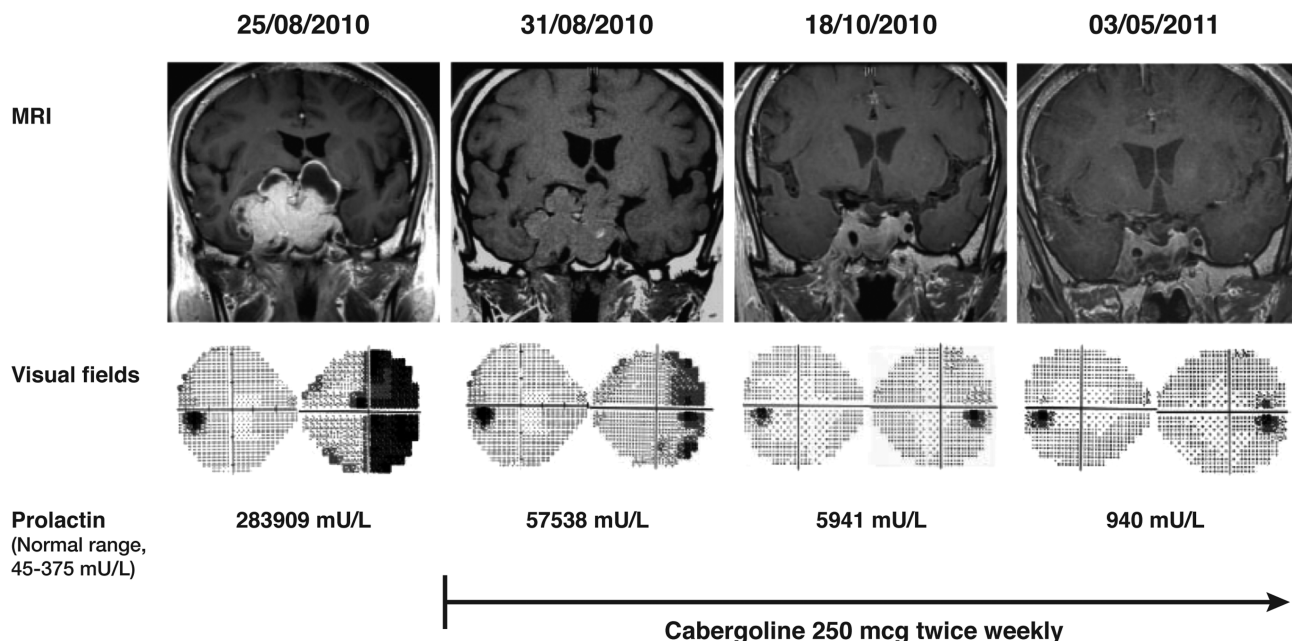 25/08/2010 31/08/2010 18/10/2010 03/05/2011
MRI
Visual fields
Prolactin 283909 mU/L 57538 mU/L 5941 mU/L 940 mU/L
(Normal range,
45-375 mU/L)
Cabergoline 250 mcg twice weekly